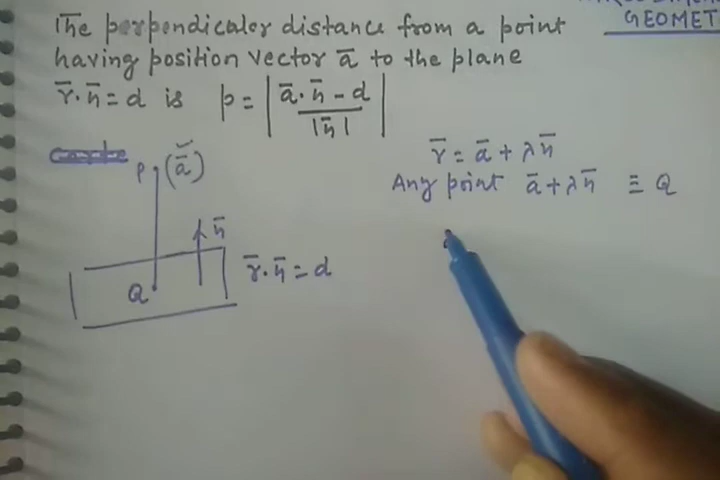 GEOMET
The perpendicular distance from a point
having position vector a̅ to the plane
r̅·n̅ = d is p = | (a̅·n̅ - d) / |n̅| |
P (a̅)
n̅
Q
r̅·n̅ = d
r̅ = a̅ + λn̅
Any point a̅ + λn̅ ≡ Q